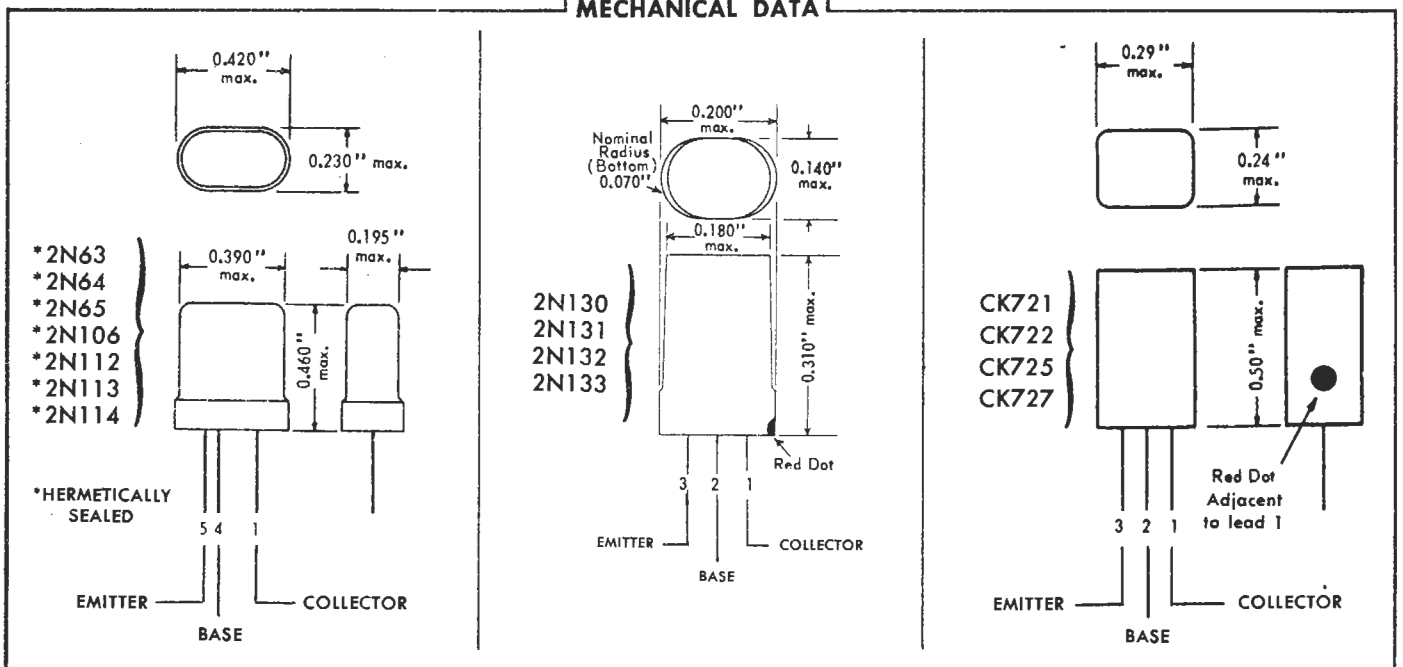 MECHANICAL DATA
0.420"
max.
0.230" max.
*2N63
*2N64
*2N65
*2N106
*2N112
*2N113
*2N114
0.390"
max.
0.195"
max.
0.460"
max.
*HERMETICALLY
SEALED
5 4 1
EMITTER
COLLECTOR
BASE
0.200"
max.
Nominal
Radius
(Bottom)
0.070"
0.140"
max.
0.180"
max.
2N130
2N131
2N132
2N133
0.310" max.
Red Dot
3 2 1
EMITTER
COLLECTOR
BASE
0.29"
max.
0.24"
max.
CK721
CK722
CK725
CK727
0.50" max.
Red Dot
Adjacent
to lead 1
3 2 1
EMITTER
COLLECTOR
BASE